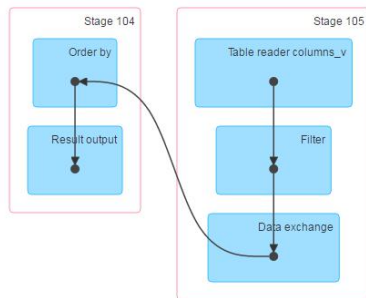 Stage 104
Order by
Result output
Stage 105
Table reader columns_v
Filter
Data exchange